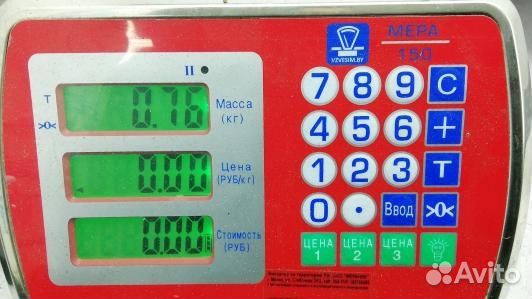 МЕРА
150
VZVESIM.BY
II
T
0.76
Масса
(кг)
>0<
0.00
Цена
(РУБ/кг)
0.00
Стоимость
(РУБ)
7 8 9 C
4 5 6 +
1 2 3 T
0 . Ввод >0<
ЦЕНА 1 ЦЕНА 2 ЦЕНА 3
Avito